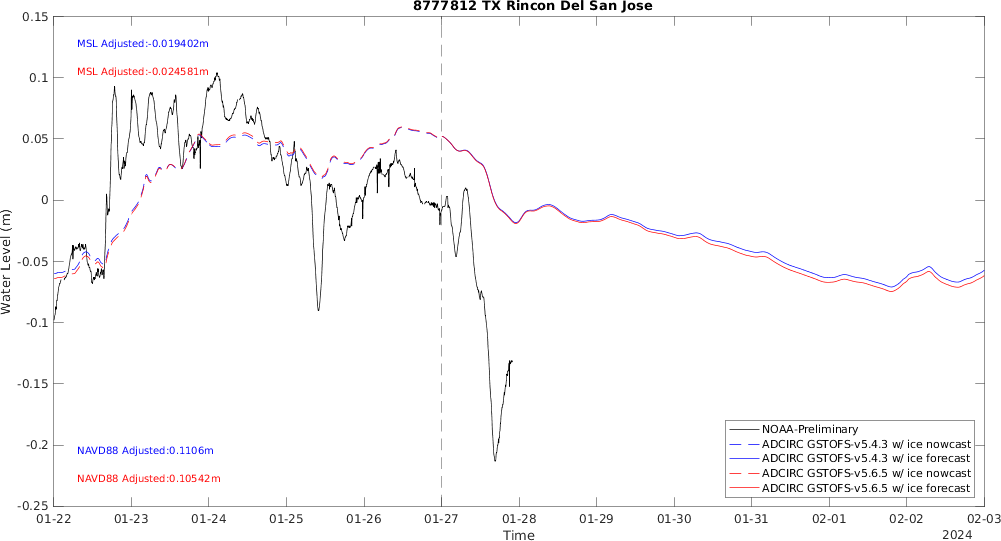 8777812 TX Rincon Del San Jose
0.15
0.1
0.05
0
-0.05
-0.1
-0.15
-0.2
-0.25
Water Level (m)
MSL Adjusted:-0.019402m
MSL Adjusted:-0.024581m
NAVD88 Adjusted:0.1106m
NAVD88 Adjusted:0.10542m
NOAA-Preliminary
ADCIRC GSTOFS-v5.4.3 w/ ice nowcast
ADCIRC GSTOFS-v5.4.3 w/ ice forecast
ADCIRC GSTOFS-v5.6.5 w/ ice nowcast
ADCIRC GSTOFS-v5.6.5 w/ ice forecast
01-22 01-23 01-24 01-25 01-26 01-27 01-28 01-29 01-30 01-31 02-01 02-02 02-03
Time
2024